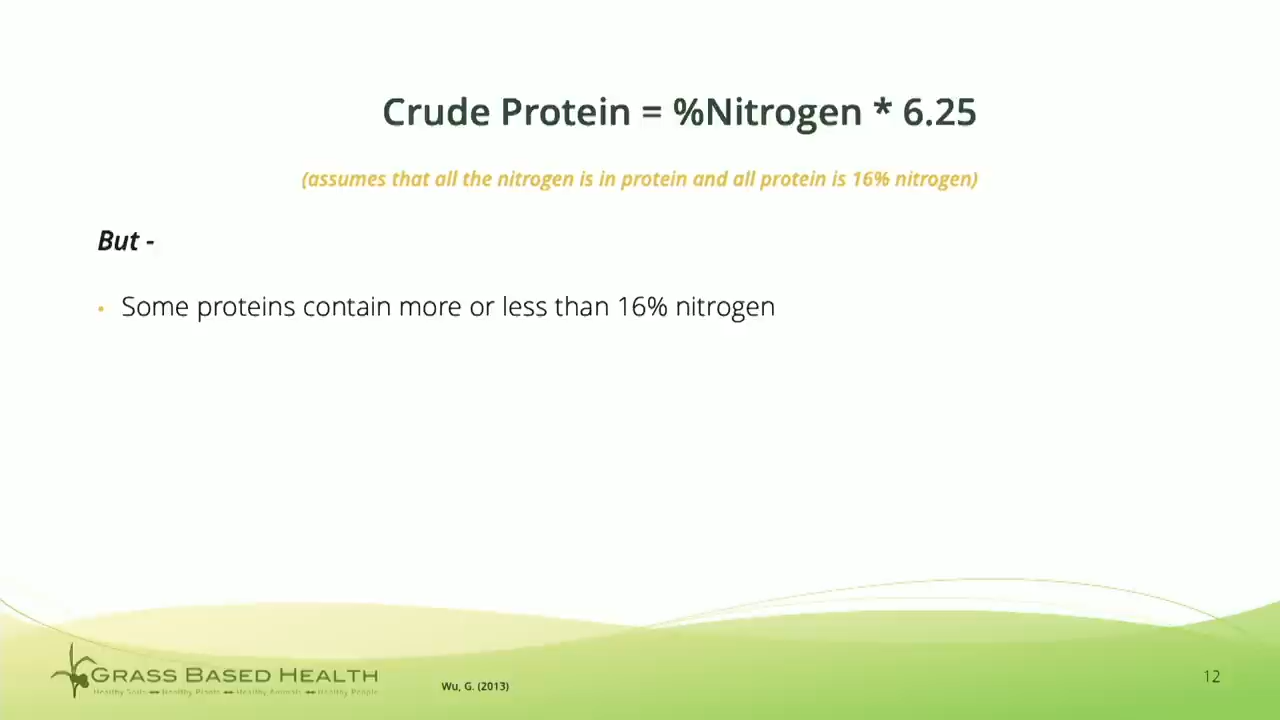 Crude Protein = %Nitrogen * 6.25
(assumes that all the nitrogen is in protein and all protein is 16% nitrogen)
But -
• Some proteins contain more or less than 16% nitrogen
GRASS BASED HEALTH
Healthy Soils Healthy Plants Healthy Animals Healthy People
Wu, G. (2013)
12